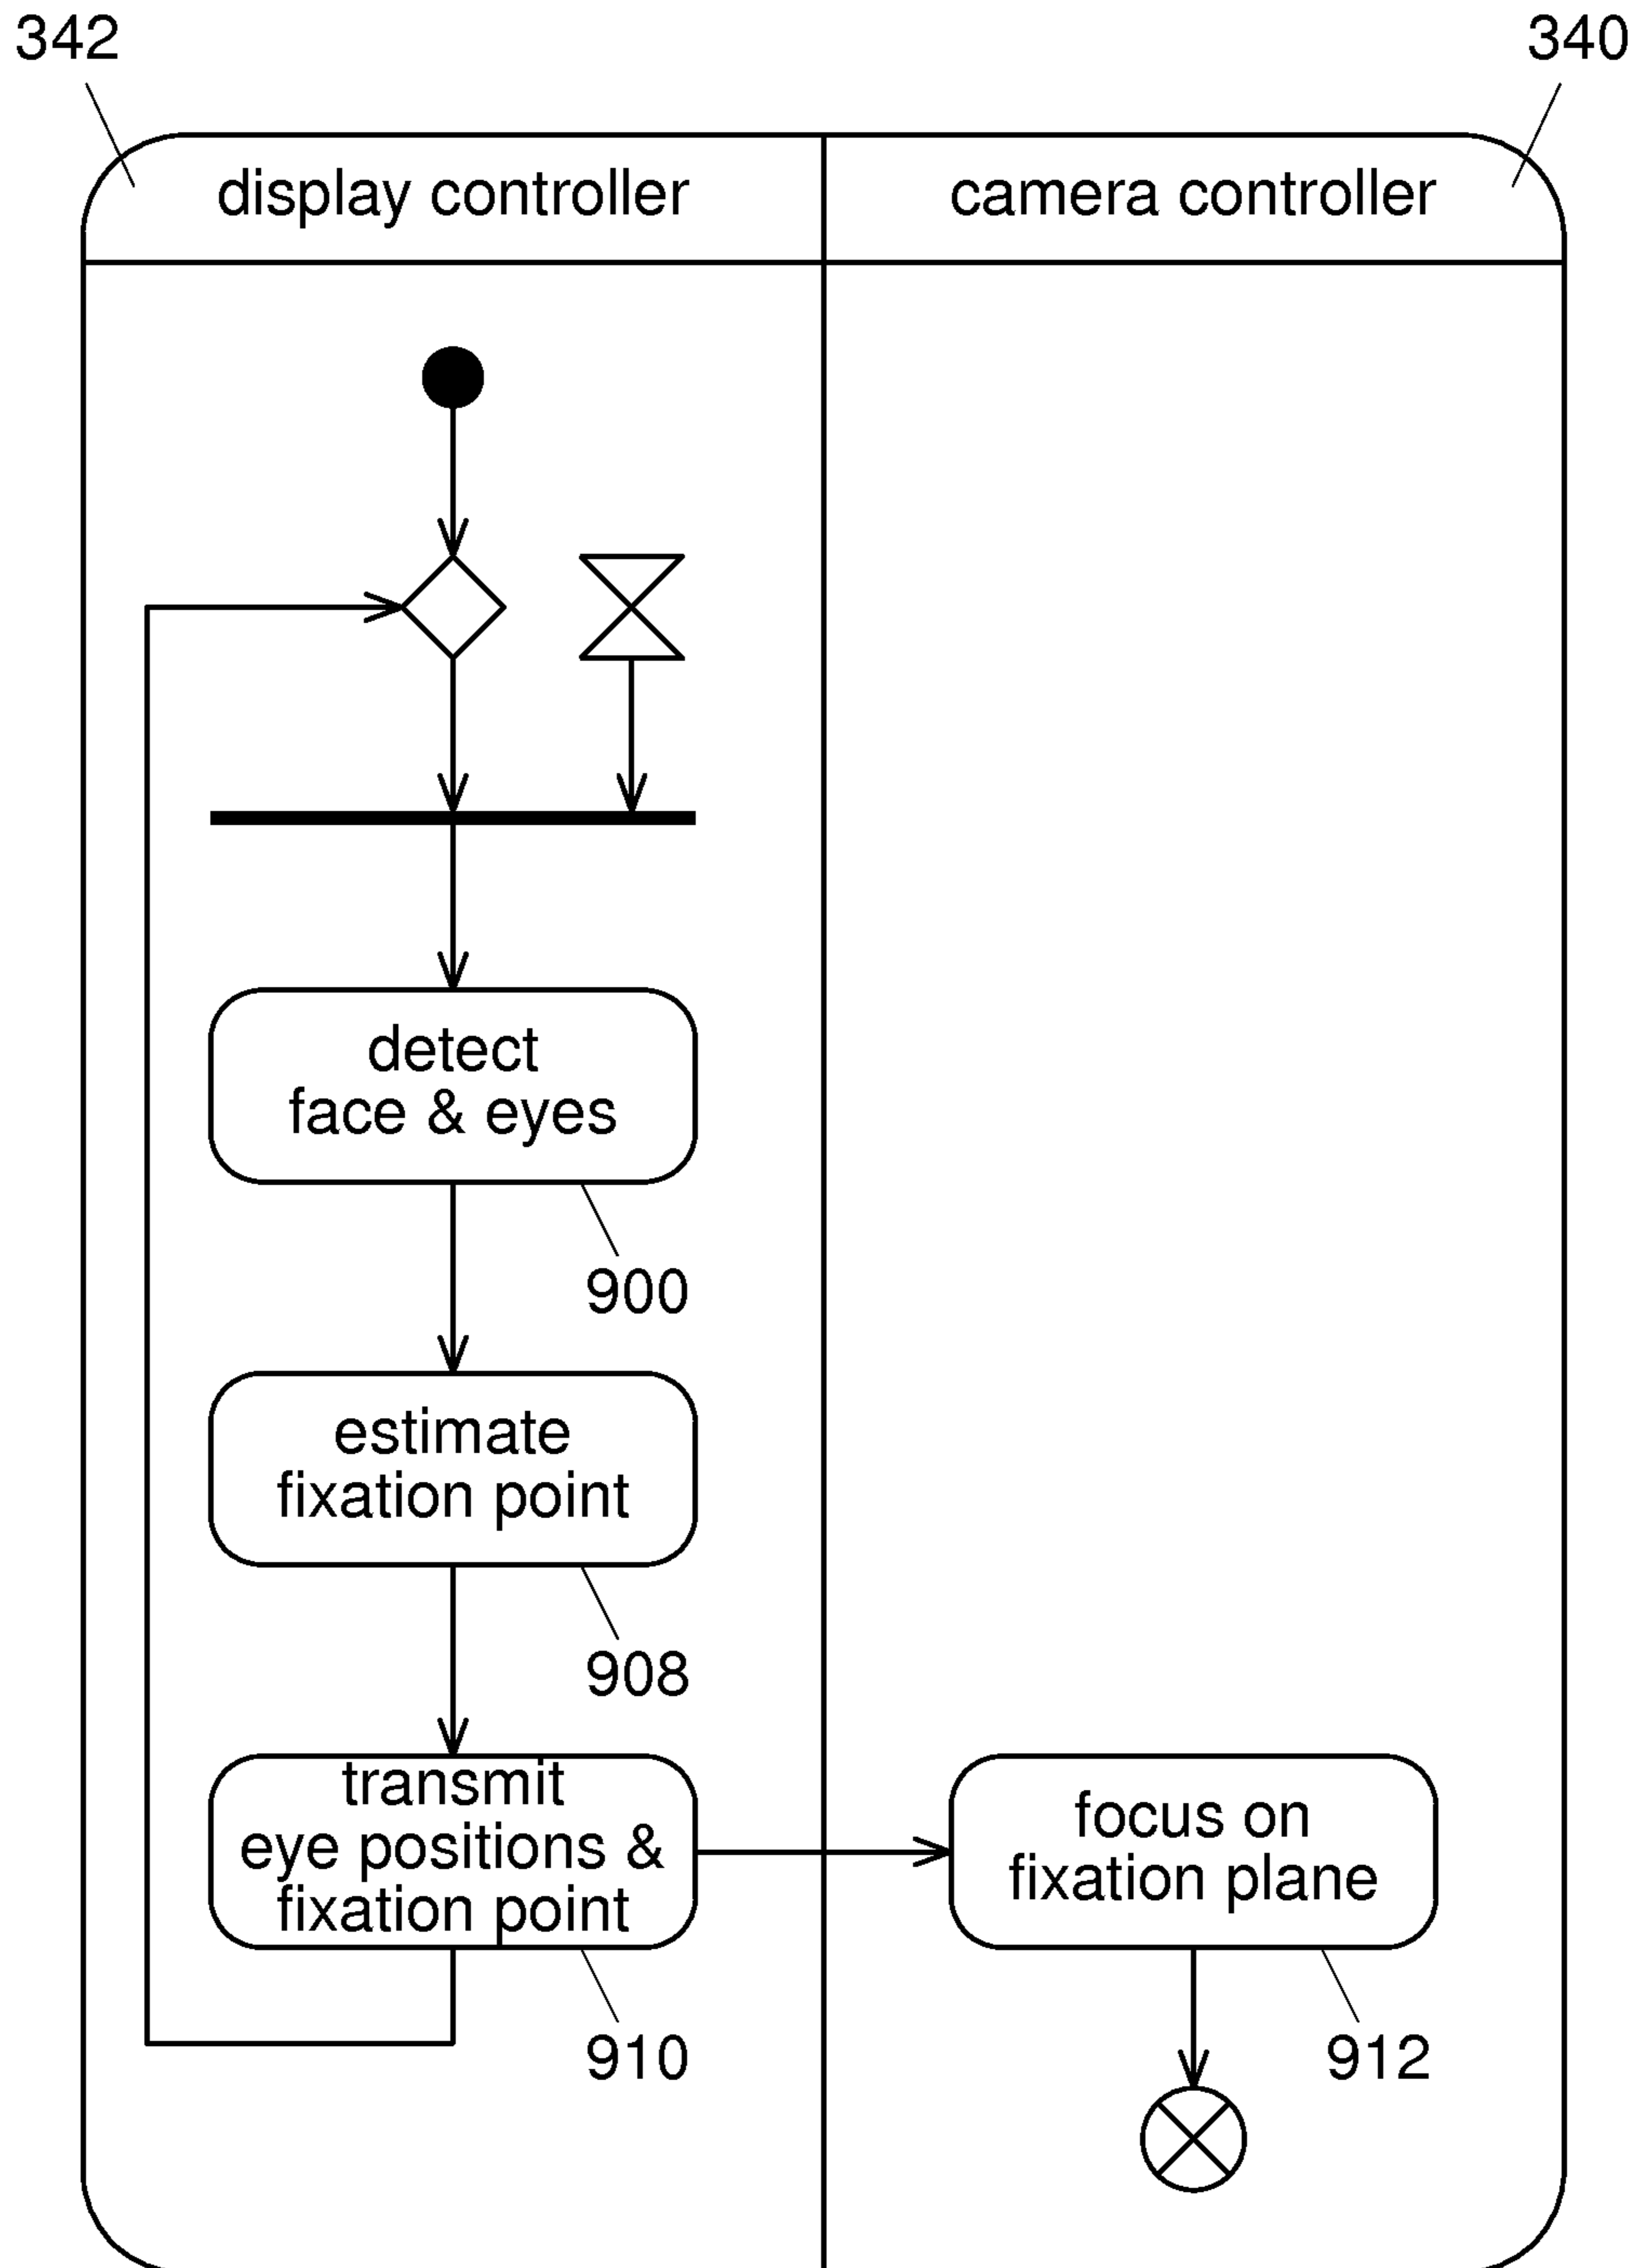 342
340
display controller
camera controller
detect
face & eyes
900
estimate
fixation point
908
transmit
eye positions &
fixation point
910
focus on
fixation plane
912